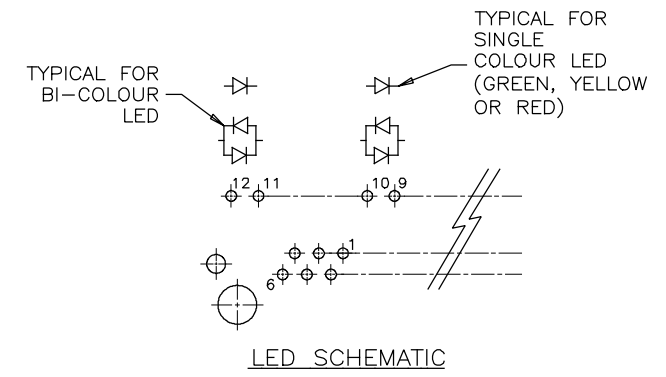 TYPICAL FOR
SINGLE
COLOUR LED
(GREEN, YELLOW
OR RED)
TYPICAL FOR
BI-COLOUR
LED
12 11 10 9
1
6
LED SCHEMATIC